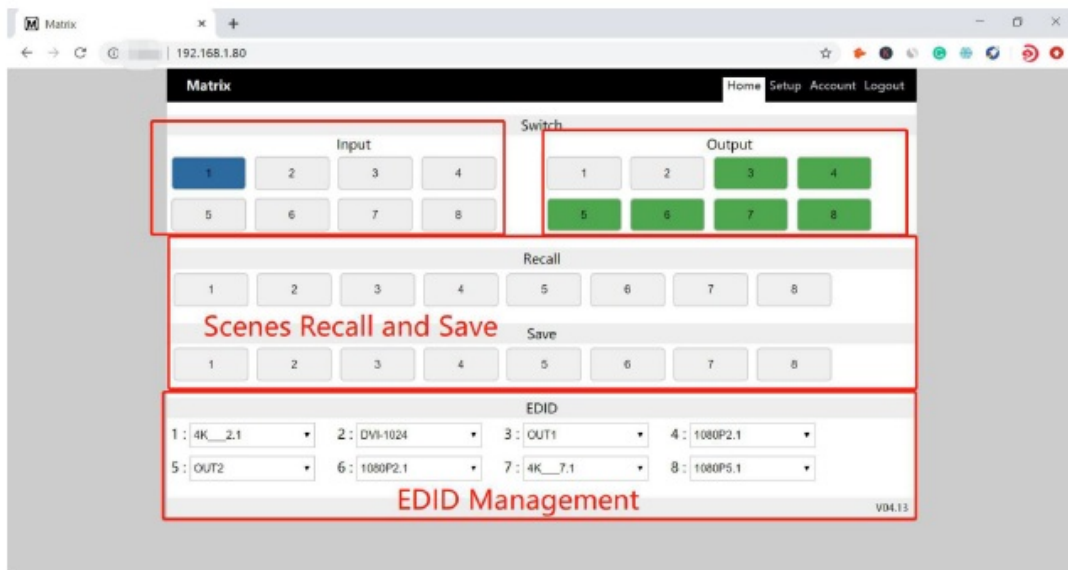 Matrix
192.168.1.80
Matrix
Home Setup Account Logout
Switch
Input
Output
1 2 3 4
1 2 3 4
5 6 7 8
5 6 7 8
Recall
1 2 3 4 5 6 7 8
Scenes Recall and Save
Save
1 2 3 4 5 6 7 8
EDID
1 : 4K___2.1 2 : DVI-1024 3 : OUT1 4 : 1080P2.1
5 : OUT2 6 : 1080P2.1 7 : 4K___7.1 8 : 1080P5.1
EDID Management
V04.13